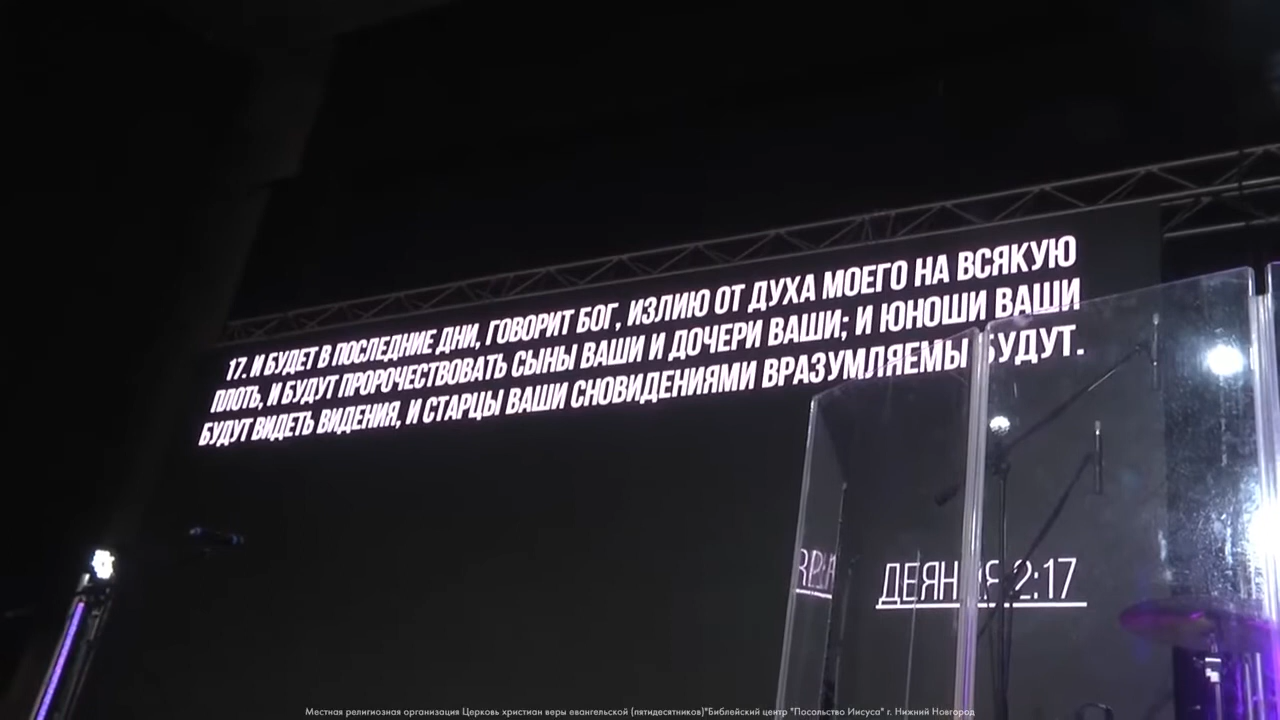 17. И БУДЕТ В ПОСЛЕДНИЕ ДНИ, ГОВОРИТ БОГ, ИЗЛИЮ ОТ ДУХА МОЕГО НА ВСЯКУЮ
ПЛОТЬ, И БУДУТ ПРОРОЧЕСТВОВАТЬ СЫНЫ ВАШИ И ДОЧЕРИ ВАШИ; И ЮНОШИ ВАШИ
БУДУТ ВИДЕТЬ ВИДЕНИЯ, И СТАРЦЫ ВАШИ СНОВИДЕНИЯМИ ВРАЗУМЛЯЕМЫ БУДУТ.
ДЕЯНИЯ 2:17
Местная религиозная организация Церковь христиан веры евангельской (пятидесятников)"Библейский центр "Посольство Иисуса" г. Нижний Новгород